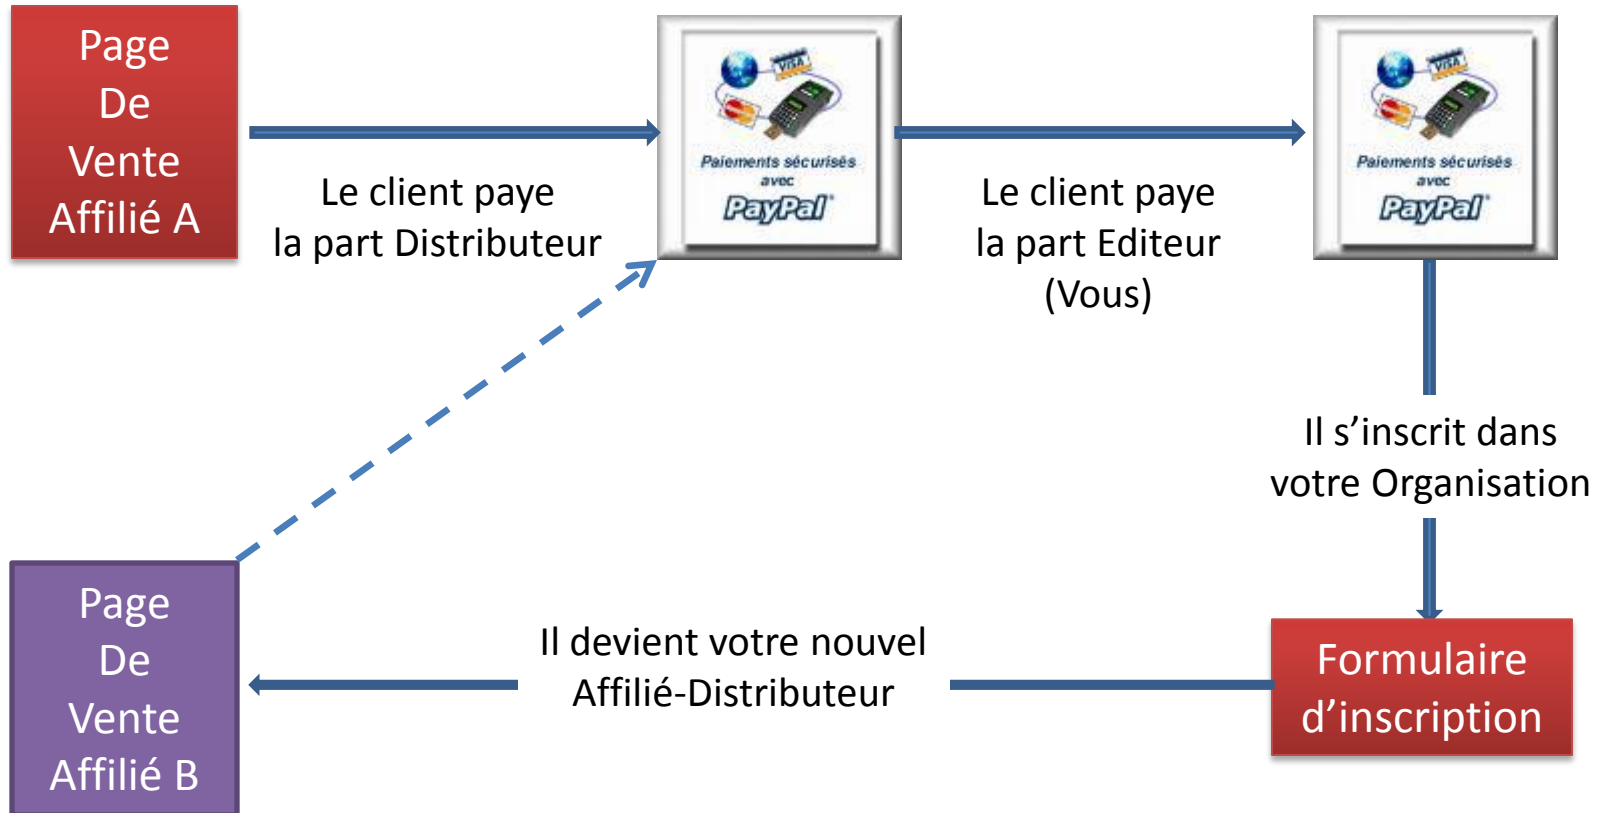 Page
De
Vente
Affilié A
Le client paye
la part Distributeur
VISA
Paiements sécurisés
avec
PayPal
Le client paye
la part Editeur
(Vous)
VISA
Paiements sécurisés
avec
PayPal
Il s’inscrit dans
votre Organisation
Formulaire
d’inscription
Il devient votre nouvel
Affilié-Distributeur
Page
De
Vente
Affilié B